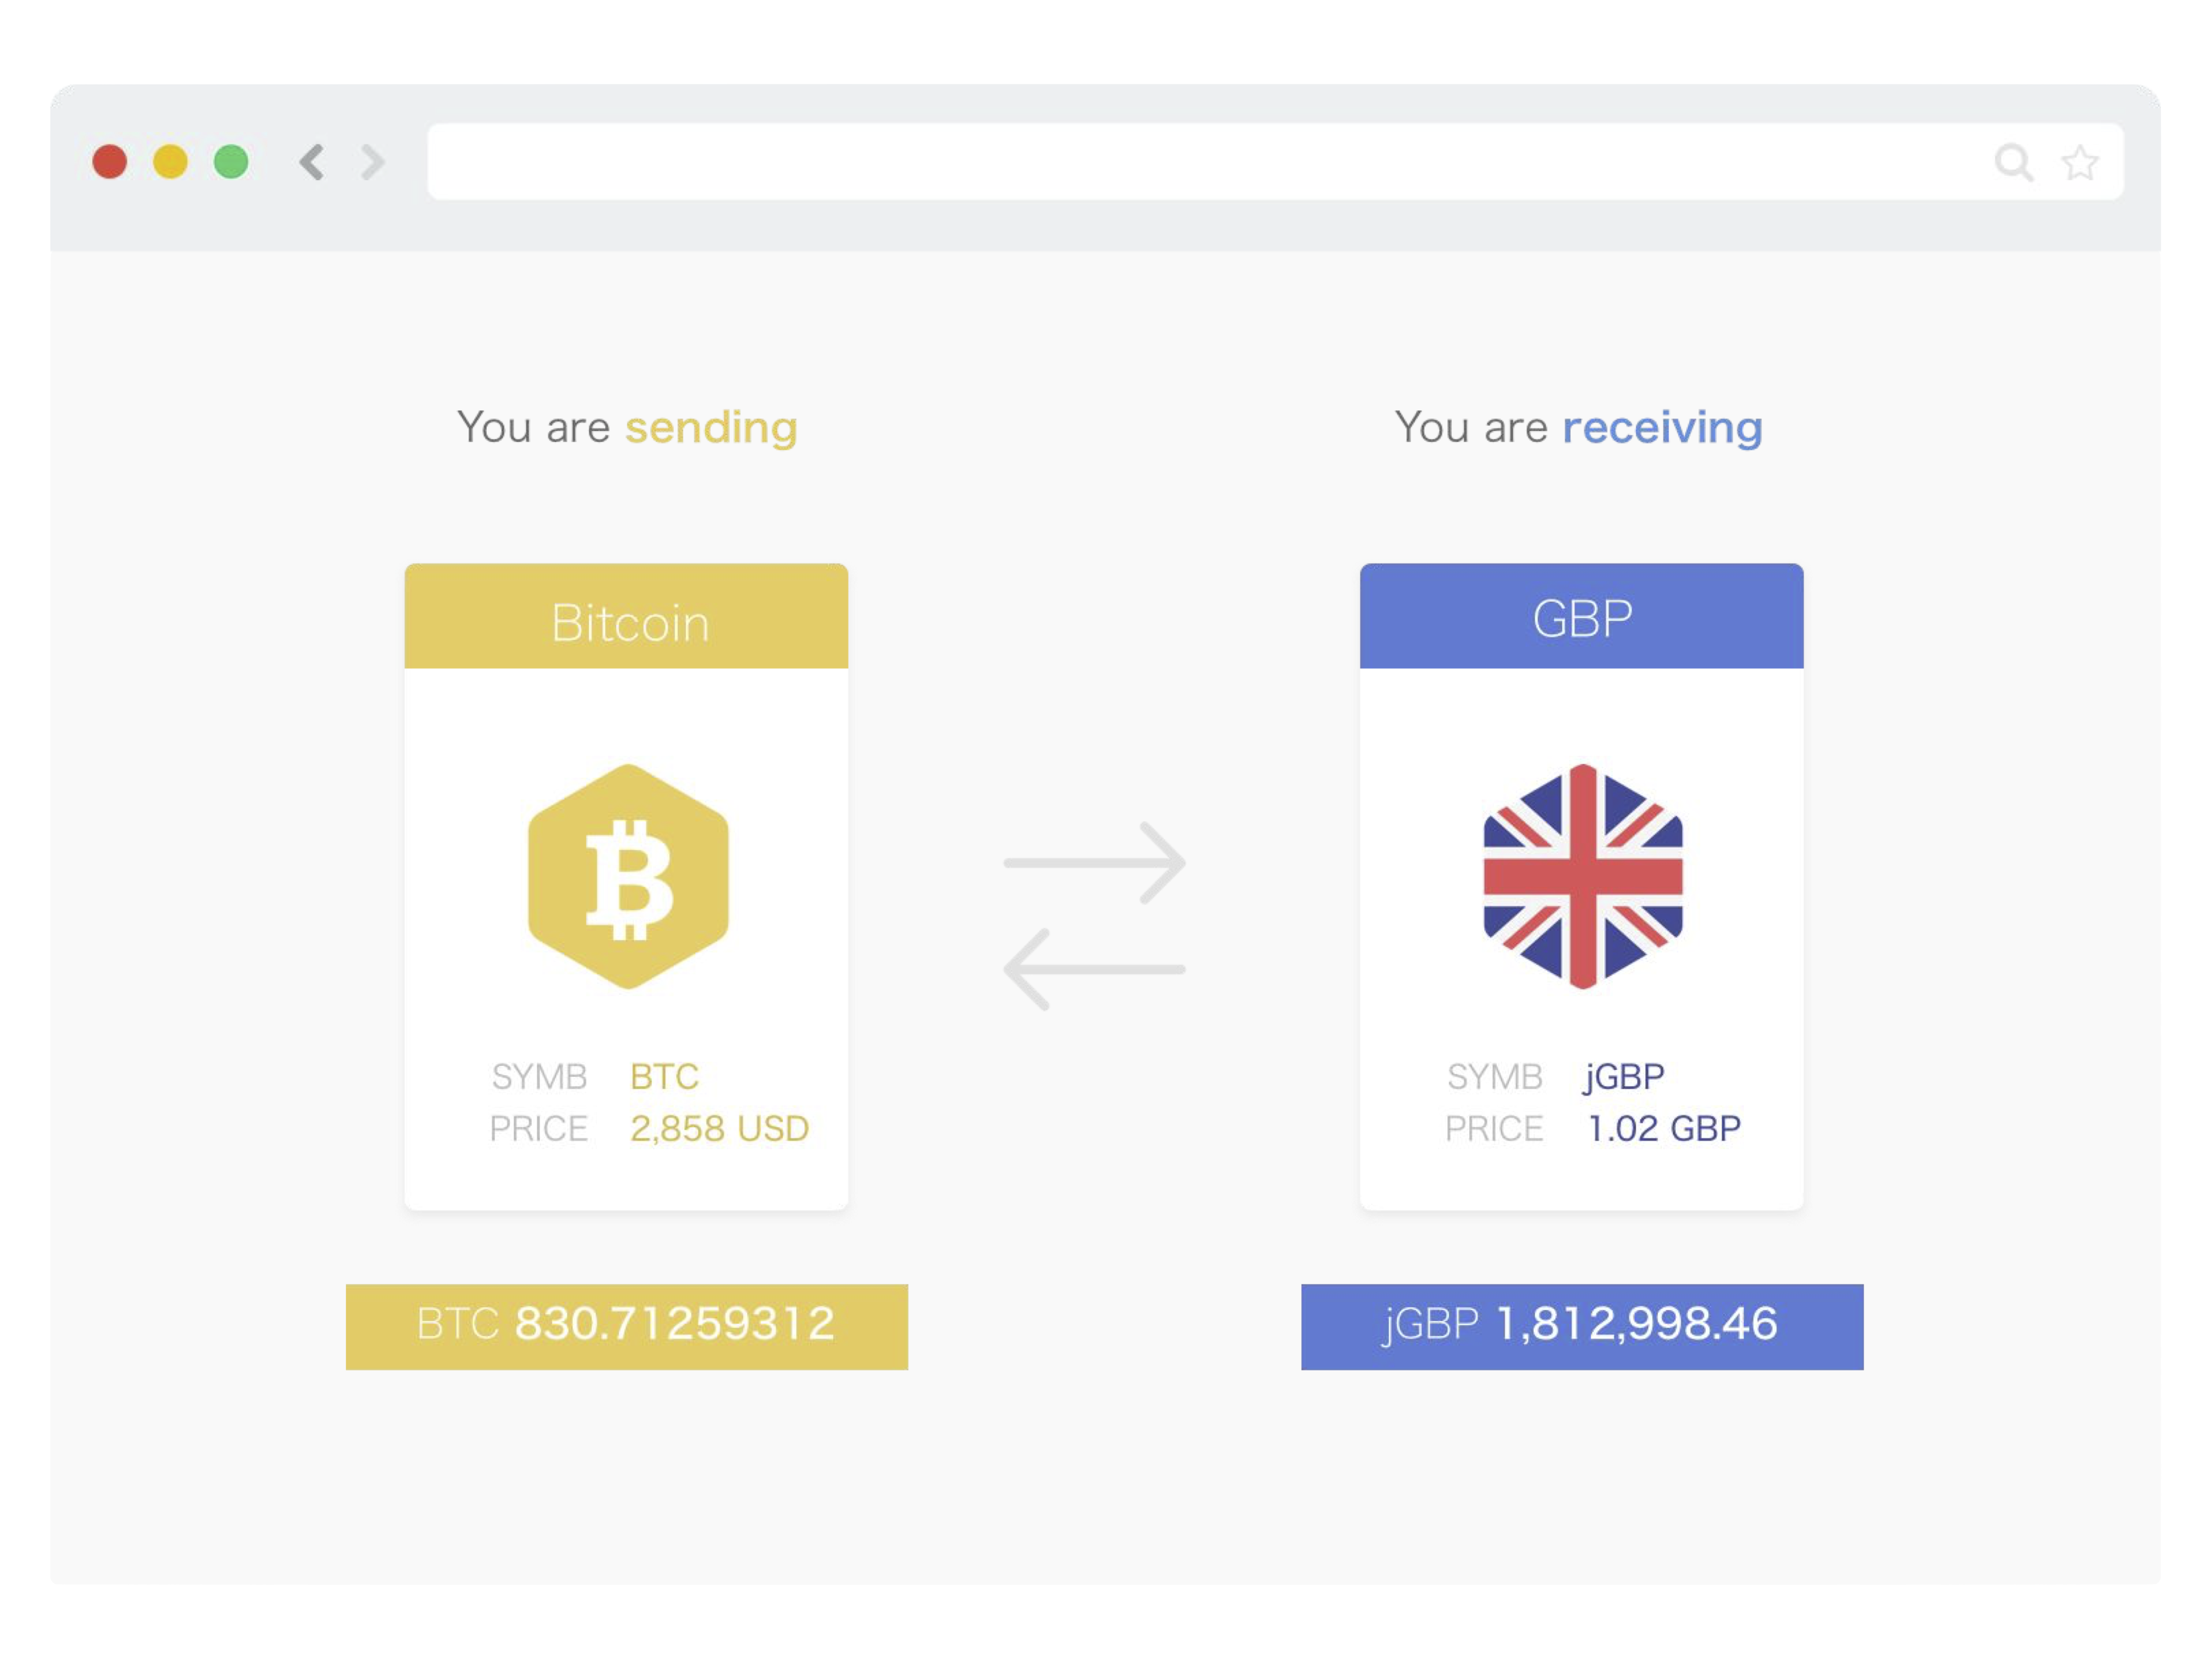 You are sending
You are receiving
Bitcoin
GBP
SYMB BTC
PRICE 2,858 USD
SYMB jGBP
PRICE 1.02 GBP
BTC 830.71259312
jGBP 1,812,998.46